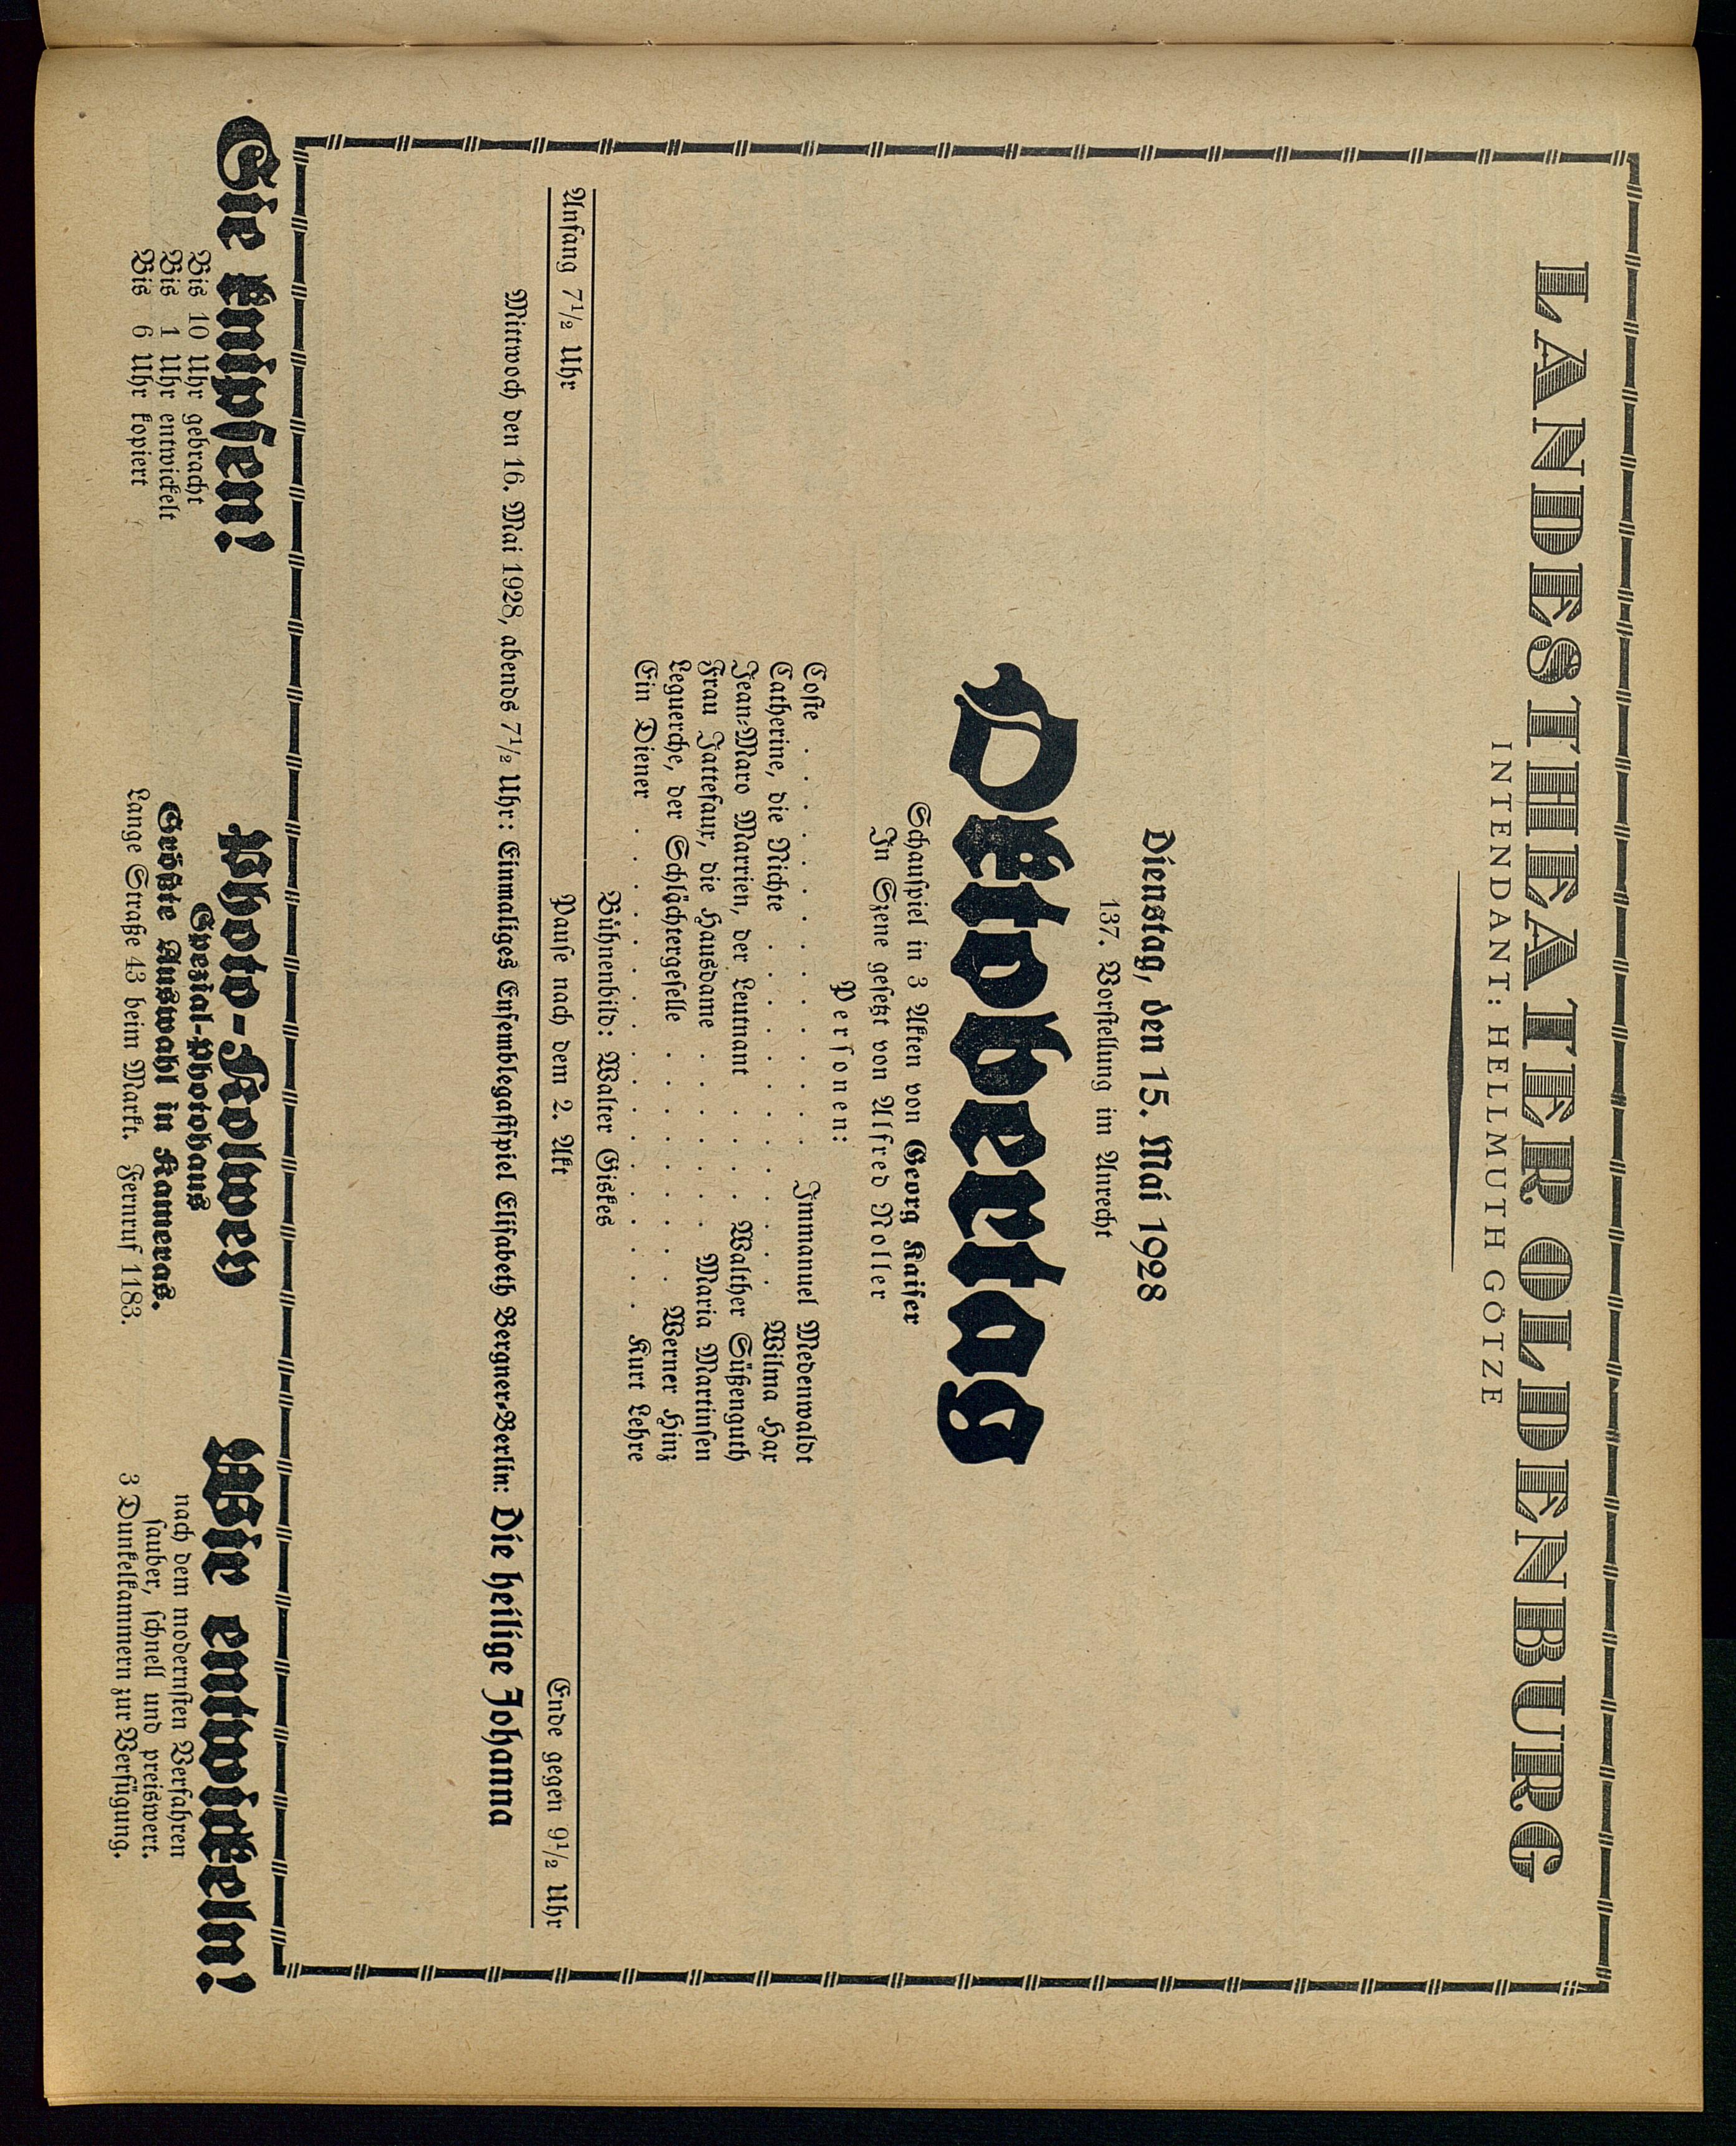 LANDESTHEATER OLDENBURG
INTENDANT: HELLMUTH GÖTZE
Dienstag, den 15. Mai 1928
137. Vorstellung im Anrecht
Oktobertag
Schauspiel in 3 Akten von Georg Kaiser
In Szene gesetzt von Alfred Noller
Personen:
Coste . . . . . . . . . . . . . Immanuel Medenwaldt
Catherine, die Nichte . . . . . . . . . . Wilma Har
Jean-Marc Marrien, der Leutnant . . . . Walther Süßenguth
Frau Jattefaux, die Hausdame . . . . . . Maria Martinsen
Leguerche, der Schlächtergeselle . . . . . . Werner Hinz
Ein Diener . . . . . . . . . . . . . . . . . . Kurt Lehre
Bühnenbild: Walter Giskes
Anfang 7½ Uhr Pause nach dem 2. Akt Ende gegen 9½ Uhr
Mittwoch den 16. Mai 1928, abends 7½ Uhr: Einmaliges Ensemblegastspiel Elisabeth Bergner-Berlin: Die heilige Johanna
Sie knipsen!
Bis 10 Uhr gebracht
Bis 1 Uhr entwickelt
Bis 6 Uhr kopiert
Photo-Kolwey
Spezial-Photohaus
Größte Auswahl in Kameras.
Lange Straße 43 beim Markt. Fernruf 1183.
Wir entwickeln!
nach dem modernsten Verfahren
sauber, schnell und preiswert.
3 Dunkelkammern zur Verfügung.